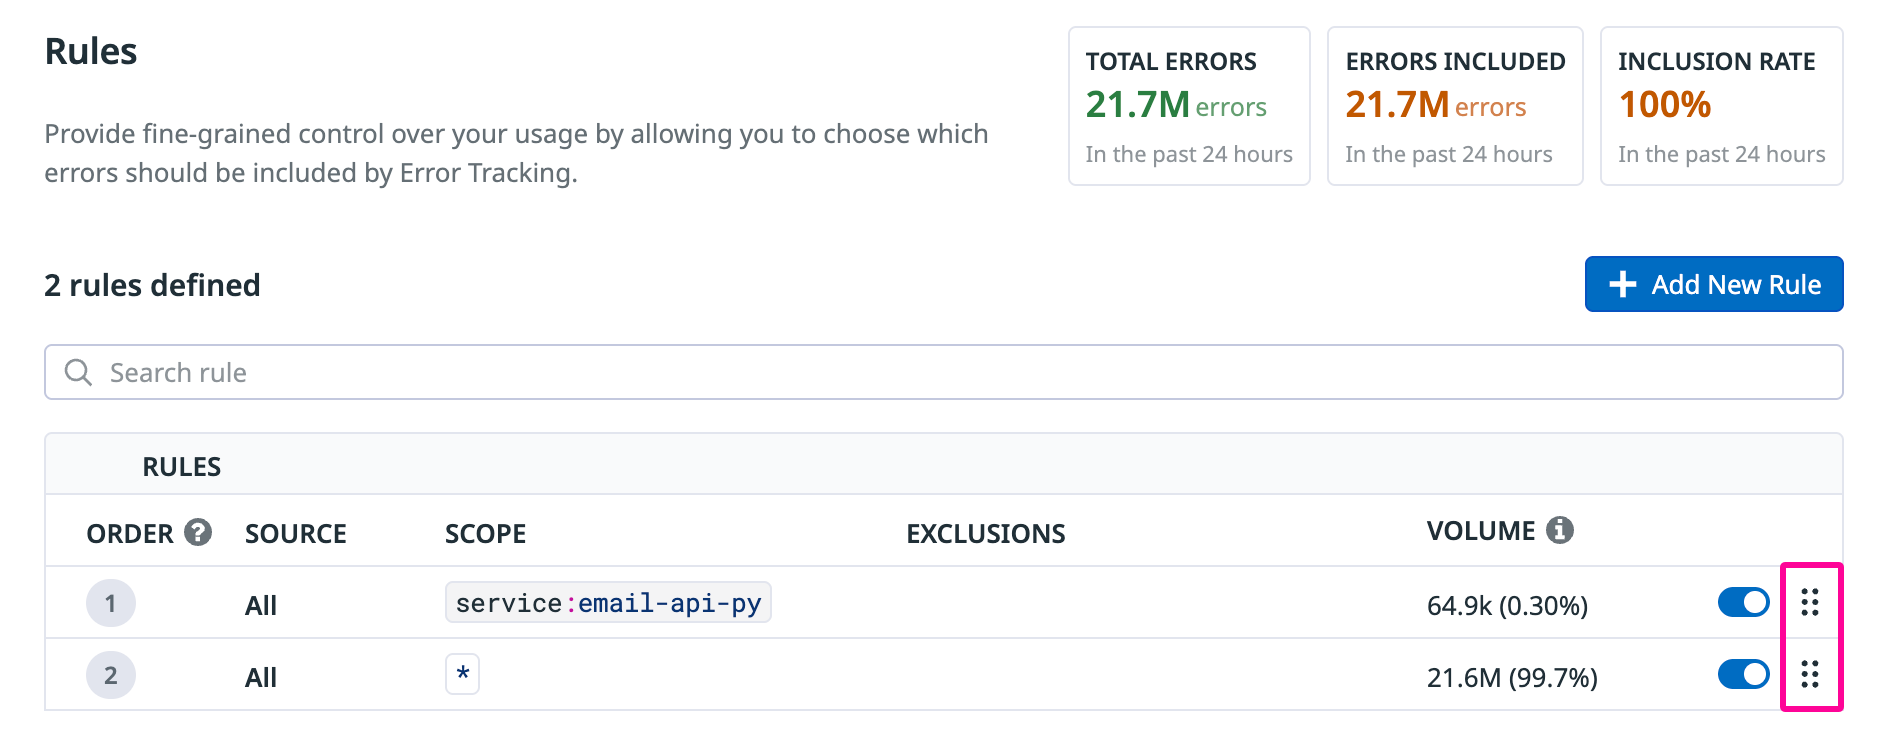 Rules
Provide fine-grained control over your usage by allowing you to choose which
errors should be included by Error Tracking.
TOTAL ERRORS
21.7M errors
In the past 24 hours
ERRORS INCLUDED
21.7M errors
In the past 24 hours
INCLUSION RATE
100%
In the past 24 hours
2 rules defined
+ Add New Rule
Search rule
RULES
ORDER ? SOURCE SCOPE EXCLUSIONS VOLUME i
1 All service:email-api-py 64.9k (0.30%)
2 All * 21.6M (99.7%)